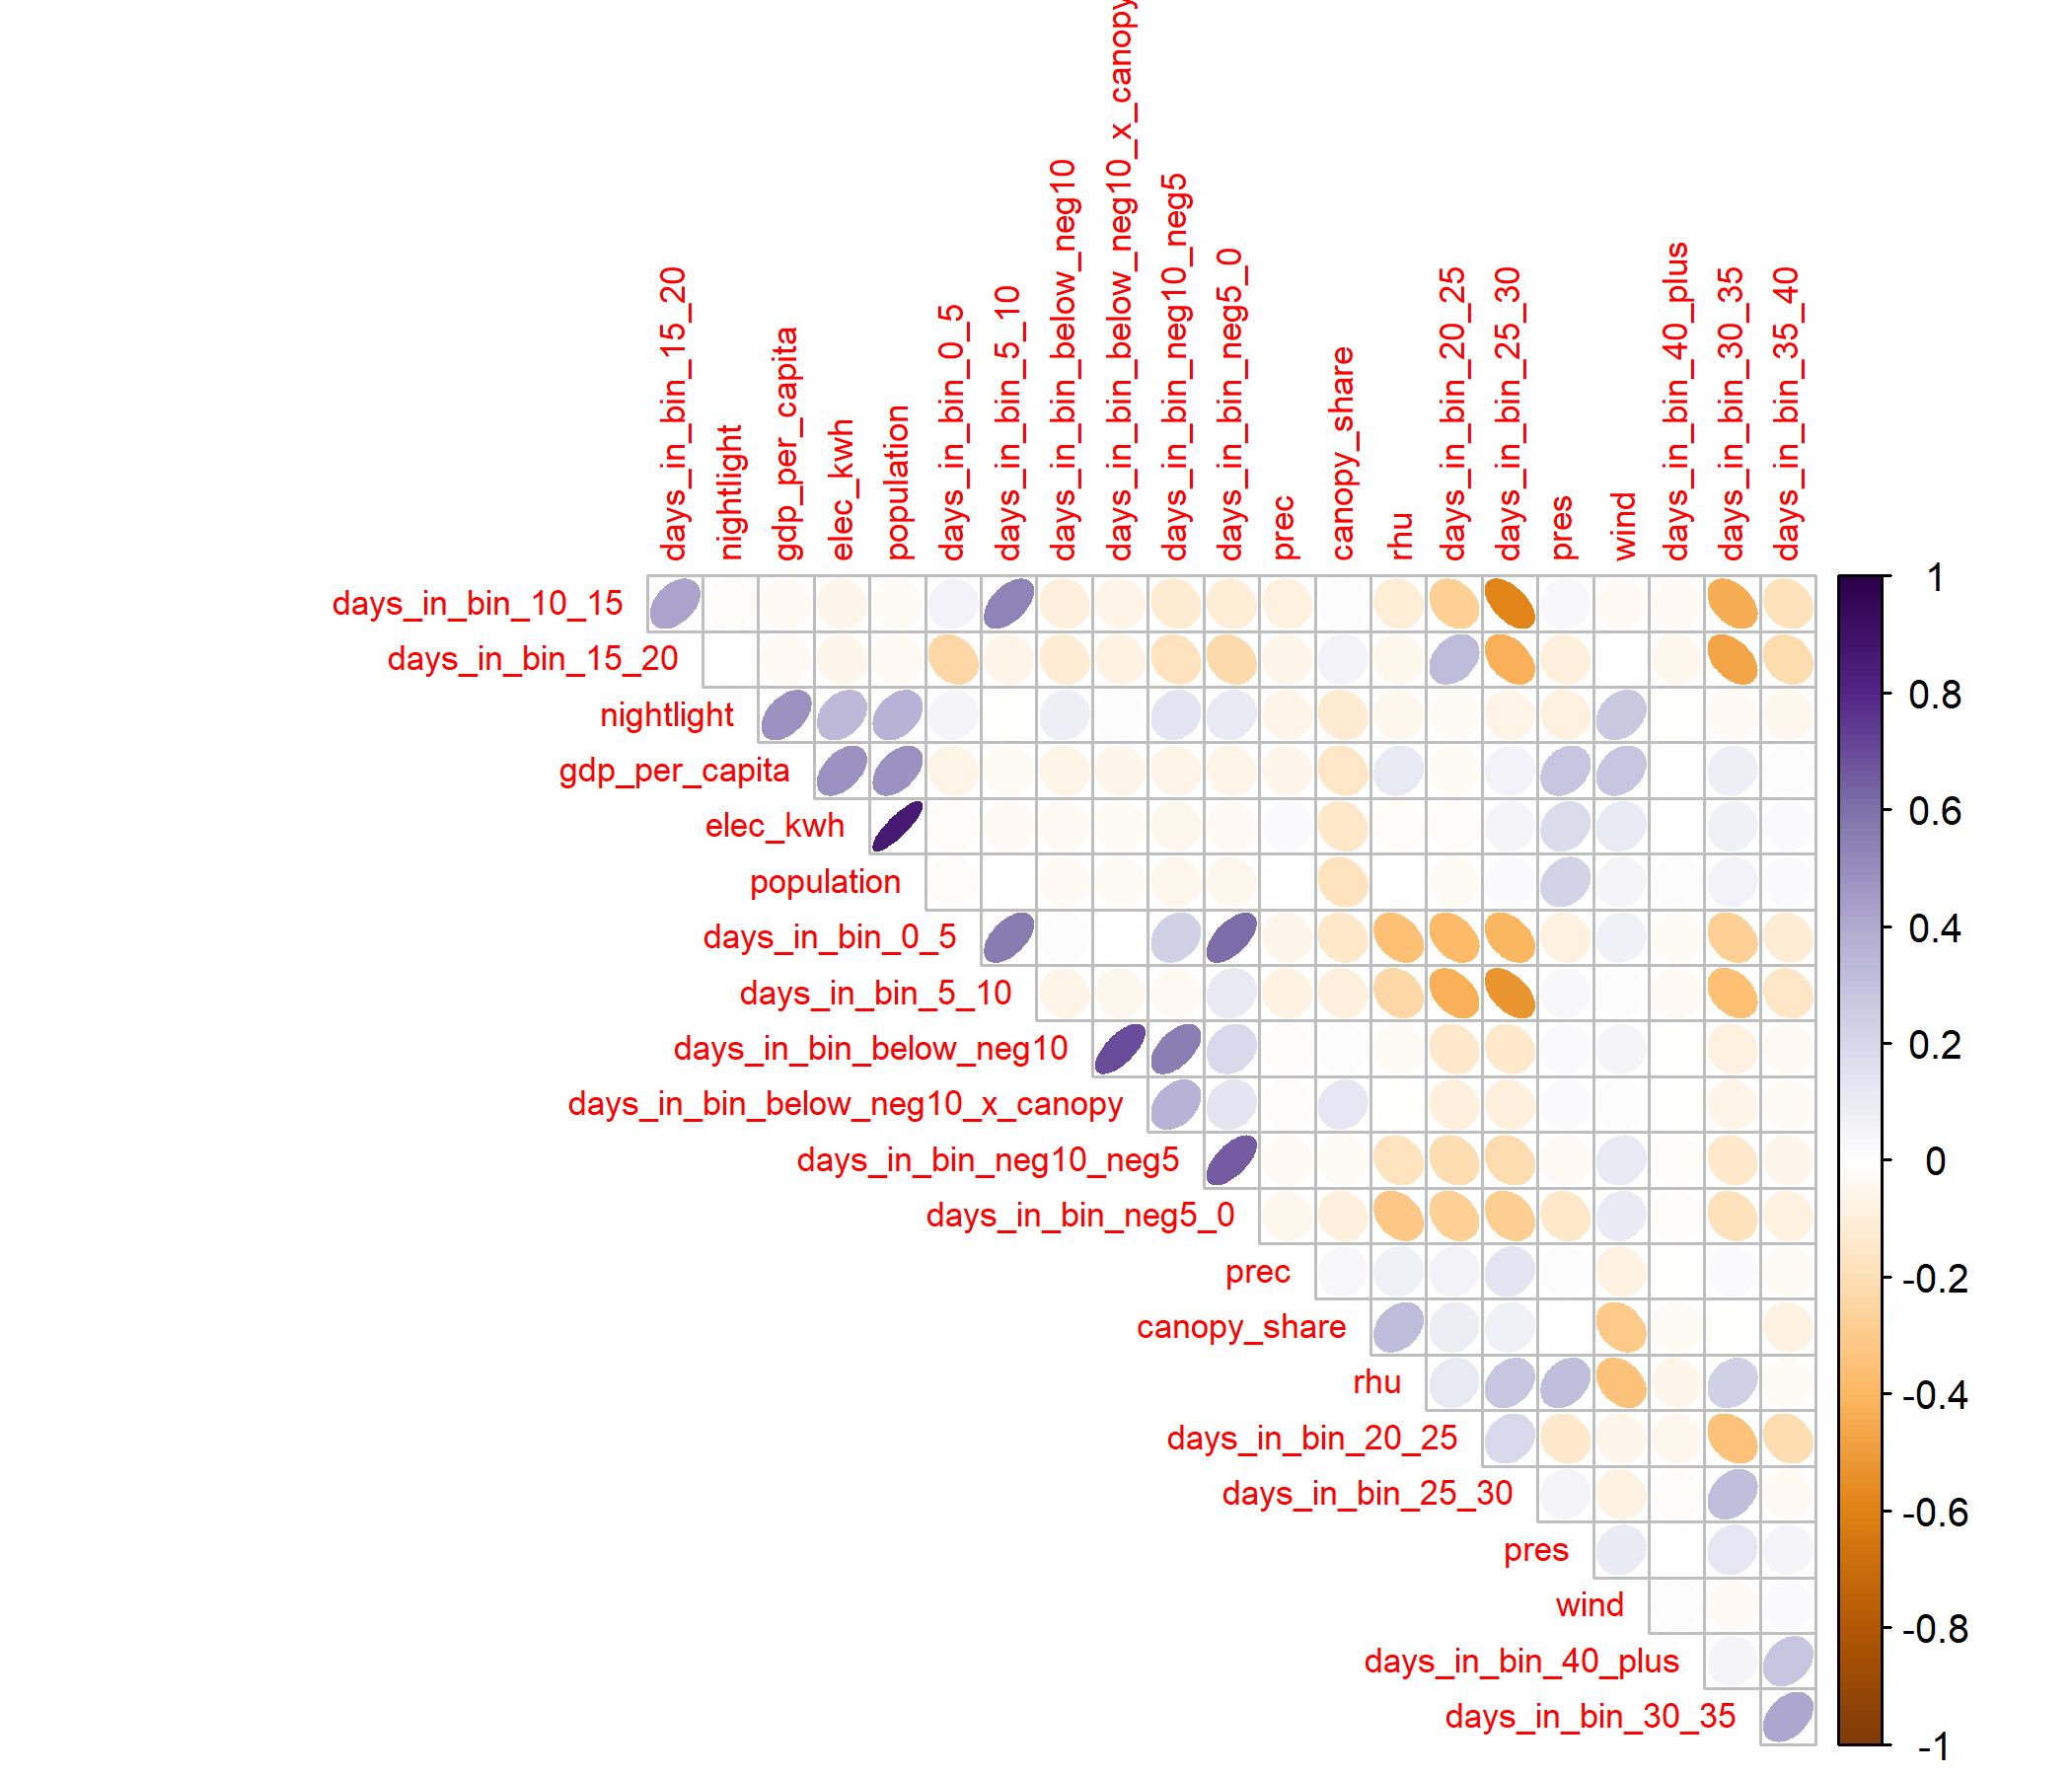 days_in_bin_15_20
nightlight
gdp_per_capita
elec_kwh
population
days_in_bin_0_5
days_in_bin_5_10
days_in_bin_below_neg10
days_in_bin_below_neg10_x_canopy
days_in_bin_neg10_neg5
days_in_bin_neg5_0
prec
canopy_share
rhu
days_in_bin_20_25
days_in_bin_25_30
pres
wind
days_in_bin_40_plus
days_in_bin_30_35
days_in_bin_35_40
days_in_bin_10_15
days_in_bin_15_20
nightlight
gdp_per_capita
elec_kwh
population
days_in_bin_0_5
days_in_bin_5_10
days_in_bin_below_neg10
days_in_bin_below_neg10_x_canopy
days_in_bin_neg10_neg5
days_in_bin_neg5_0
prec
canopy_share
rhu
days_in_bin_20_25
days_in_bin_25_30
pres
wind
days_in_bin_40_plus
days_in_bin_30_35
1
0.8
0.6
0.4
0.2
0
-0.2
-0.4
-0.6
-0.8
-1